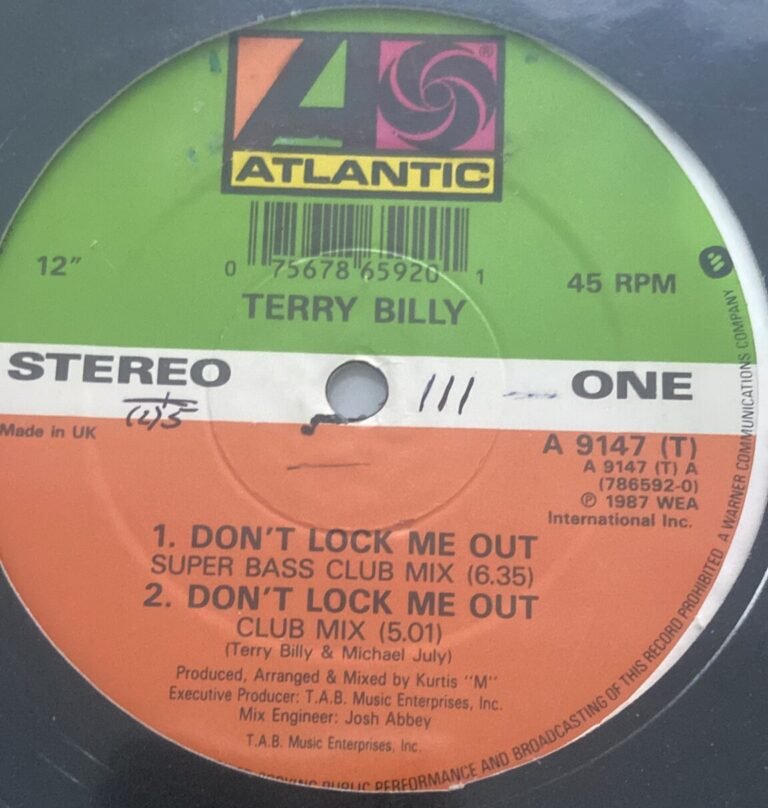 ATLANTIC
®
0 75678 65920 1
12"
45 RPM
TERRY BILLY
STEREO
111
ONE
Made in UK
A 9147 (T)
A 9147 (T) A
(786592-0)
℗ 1987 WEA
International Inc.
1. DON'T LOCK ME OUT
SUPER BASS CLUB MIX (6.35)
2. DON'T LOCK ME OUT
CLUB MIX (5.01)
(Terry Billy & Michael July)
Produced, Arranged & Mixed by Kurtis "M"
Executive Producer: T.A.B. Music Enterprises, Inc.
Mix Engineer: Josh Abbey
T.A.B. Music Enterprises, Inc.
PUBLIC PERFORMANCE AND BROADCASTING OF THIS RECORD PROHIBITED A WARNER COMMUNICATIONS COMPANY